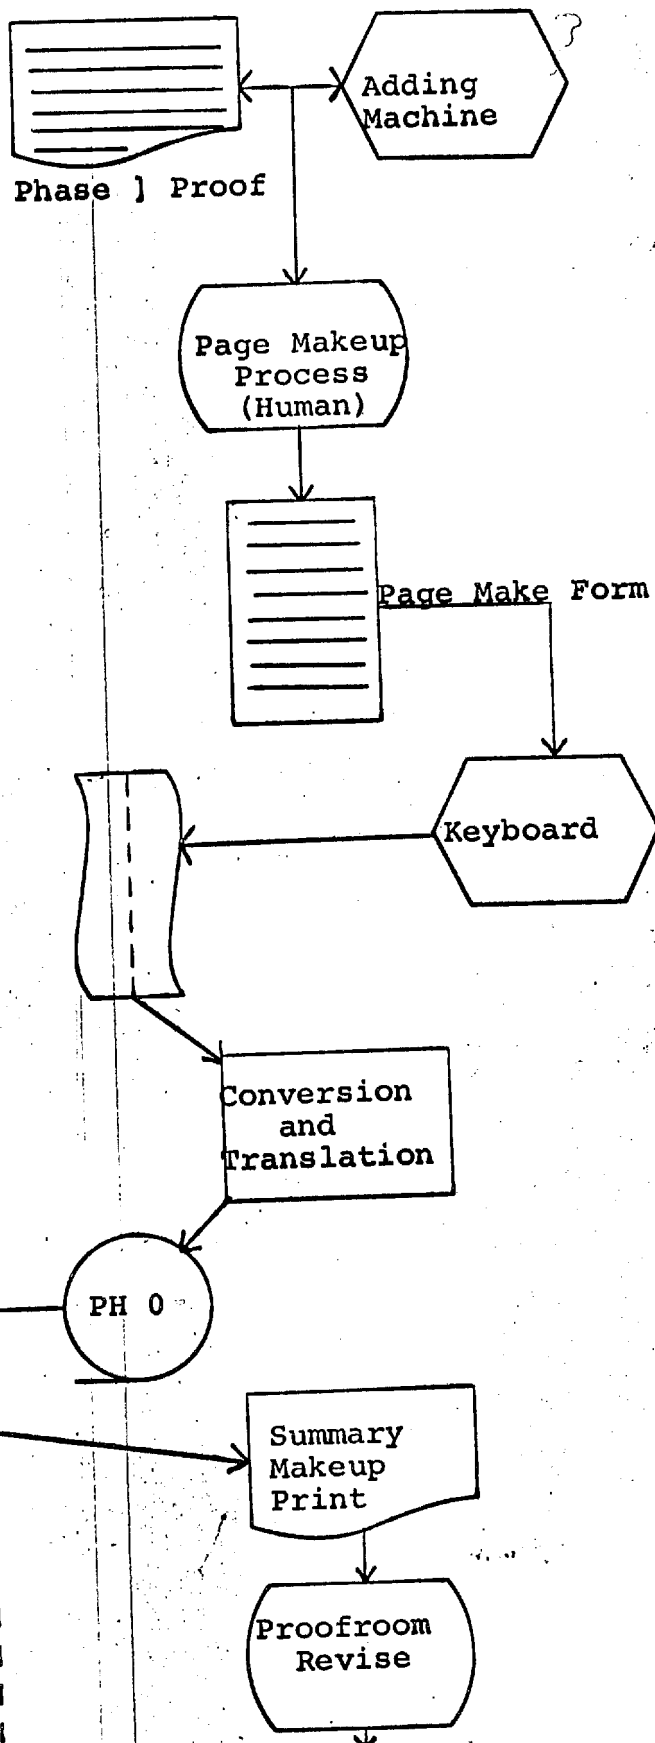 ?
Adding
Machine
Phase ] Proof
Page Makeup
Process
(Human)
Page Make Form
Keyboard
Conversion
and
Translation
PH 0
Summary
Makeup
Print
Proofroom
Revise